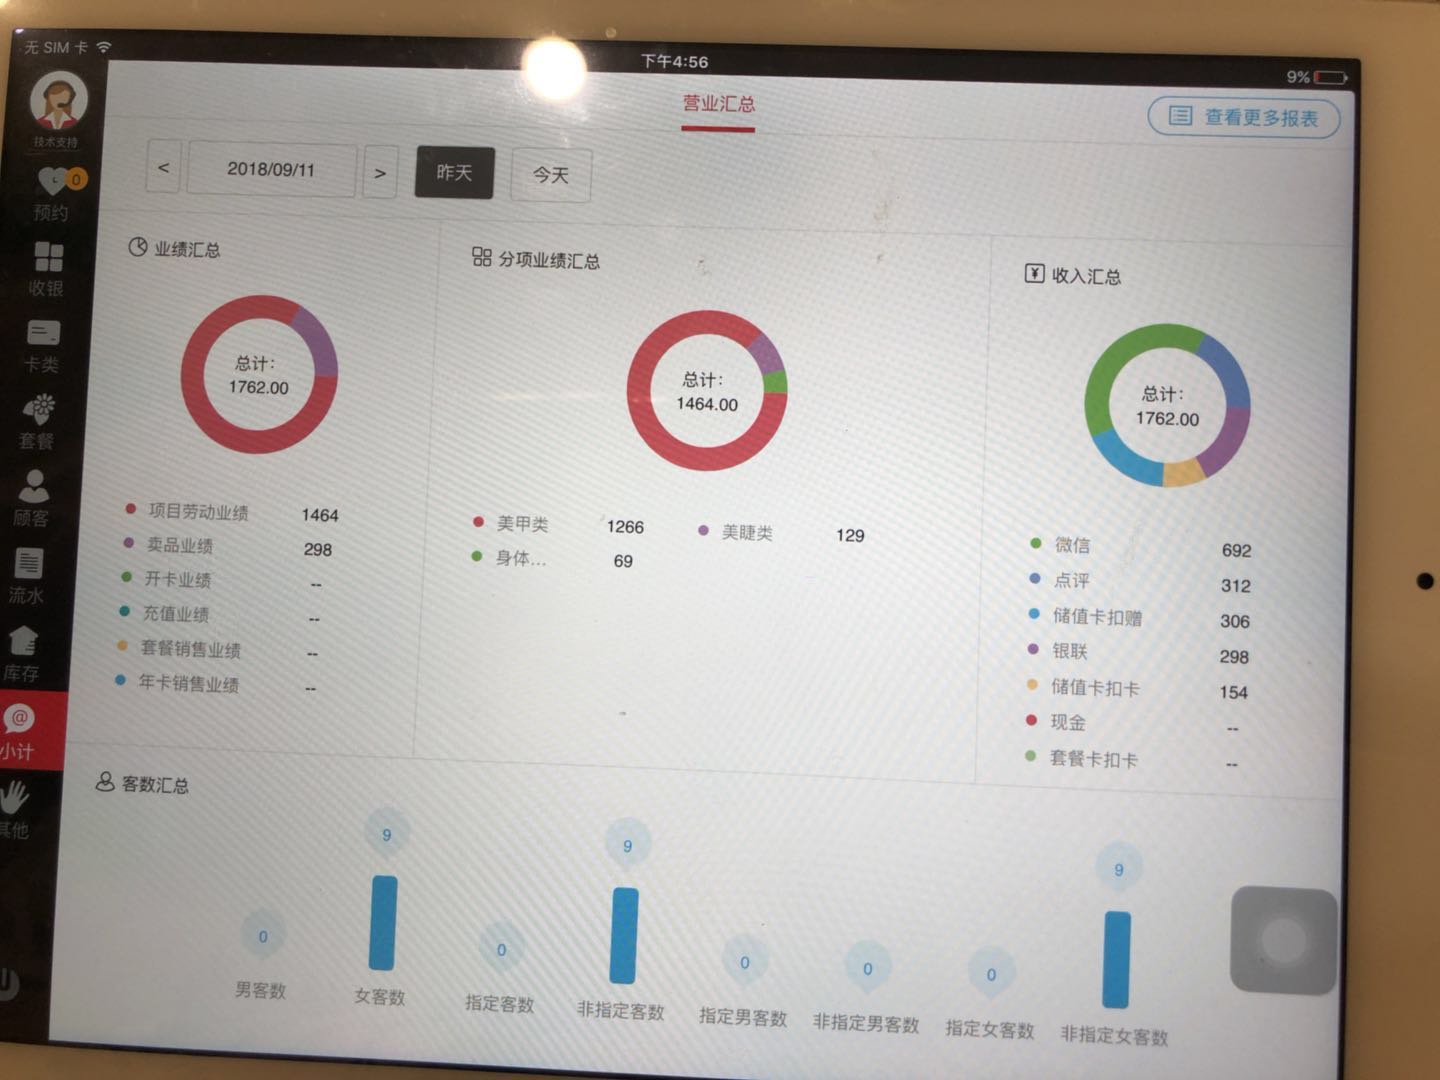 无 SIM 卡
下午4:56
9%
技术支持
0
预约
收银
卡类
套餐
顾客
流水
库存
@
小计
其他
营业汇总
查看更多报表
<
2018/09/11
>
昨天
今天
业绩汇总
总计：
1762.00
项目劳动业绩 1464
卖品业绩 298
开卡业绩 --
充值业绩 --
套餐销售业绩 --
年卡销售业绩 --
分项业绩汇总
总计：
1464.00
美甲类 1266 美睫类 129
身体... 69
¥ 收入汇总
总计：
1762.00
微信 692
点评 312
储值卡扣赠 306
银联 298
储值卡扣卡 154
现金 --
套餐卡扣卡 --
客数汇总
0 9 0 9 0 0 0 9
男客数 女客数 指定客数 非指定客数 指定男客数 非指定男客数 指定女客数 非指定女客数